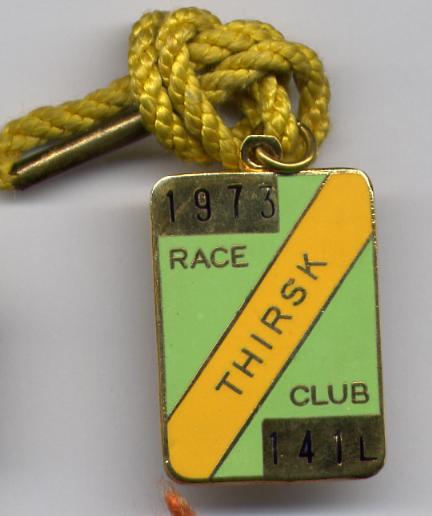 1973
RACE
THIRSK
CLUB
141L